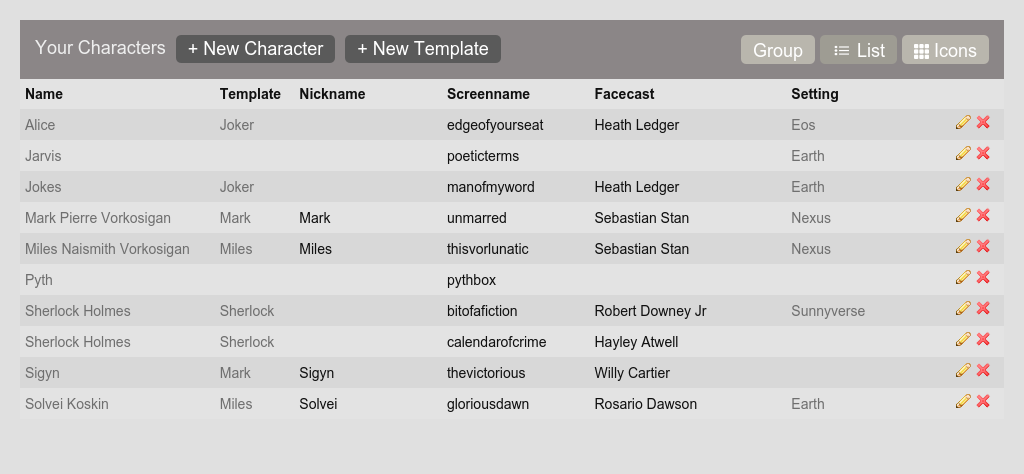 Your Characters + New Character + New Template Group List Icons
Name Template Nickname Screenname Facecast Setting
Alice Joker edgeofyourseat Heath Ledger Eos
Jarvis poeticterms Earth
Jokes Joker manofmyword Heath Ledger Earth
Mark Pierre Vorkosigan Mark Mark unmarred Sebastian Stan Nexus
Miles Naismith Vorkosigan Miles Miles thisvorlunatic Sebastian Stan Nexus
Pyth pythbox
Sherlock Holmes Sherlock bitofafiction Robert Downey Jr Sunnyverse
Sherlock Holmes Sherlock calendarofcrime Hayley Atwell
Sigyn Mark Sigyn thevictorious Willy Cartier
Solvei Koskin Miles Solvei gloriousdawn Rosario Dawson Earth